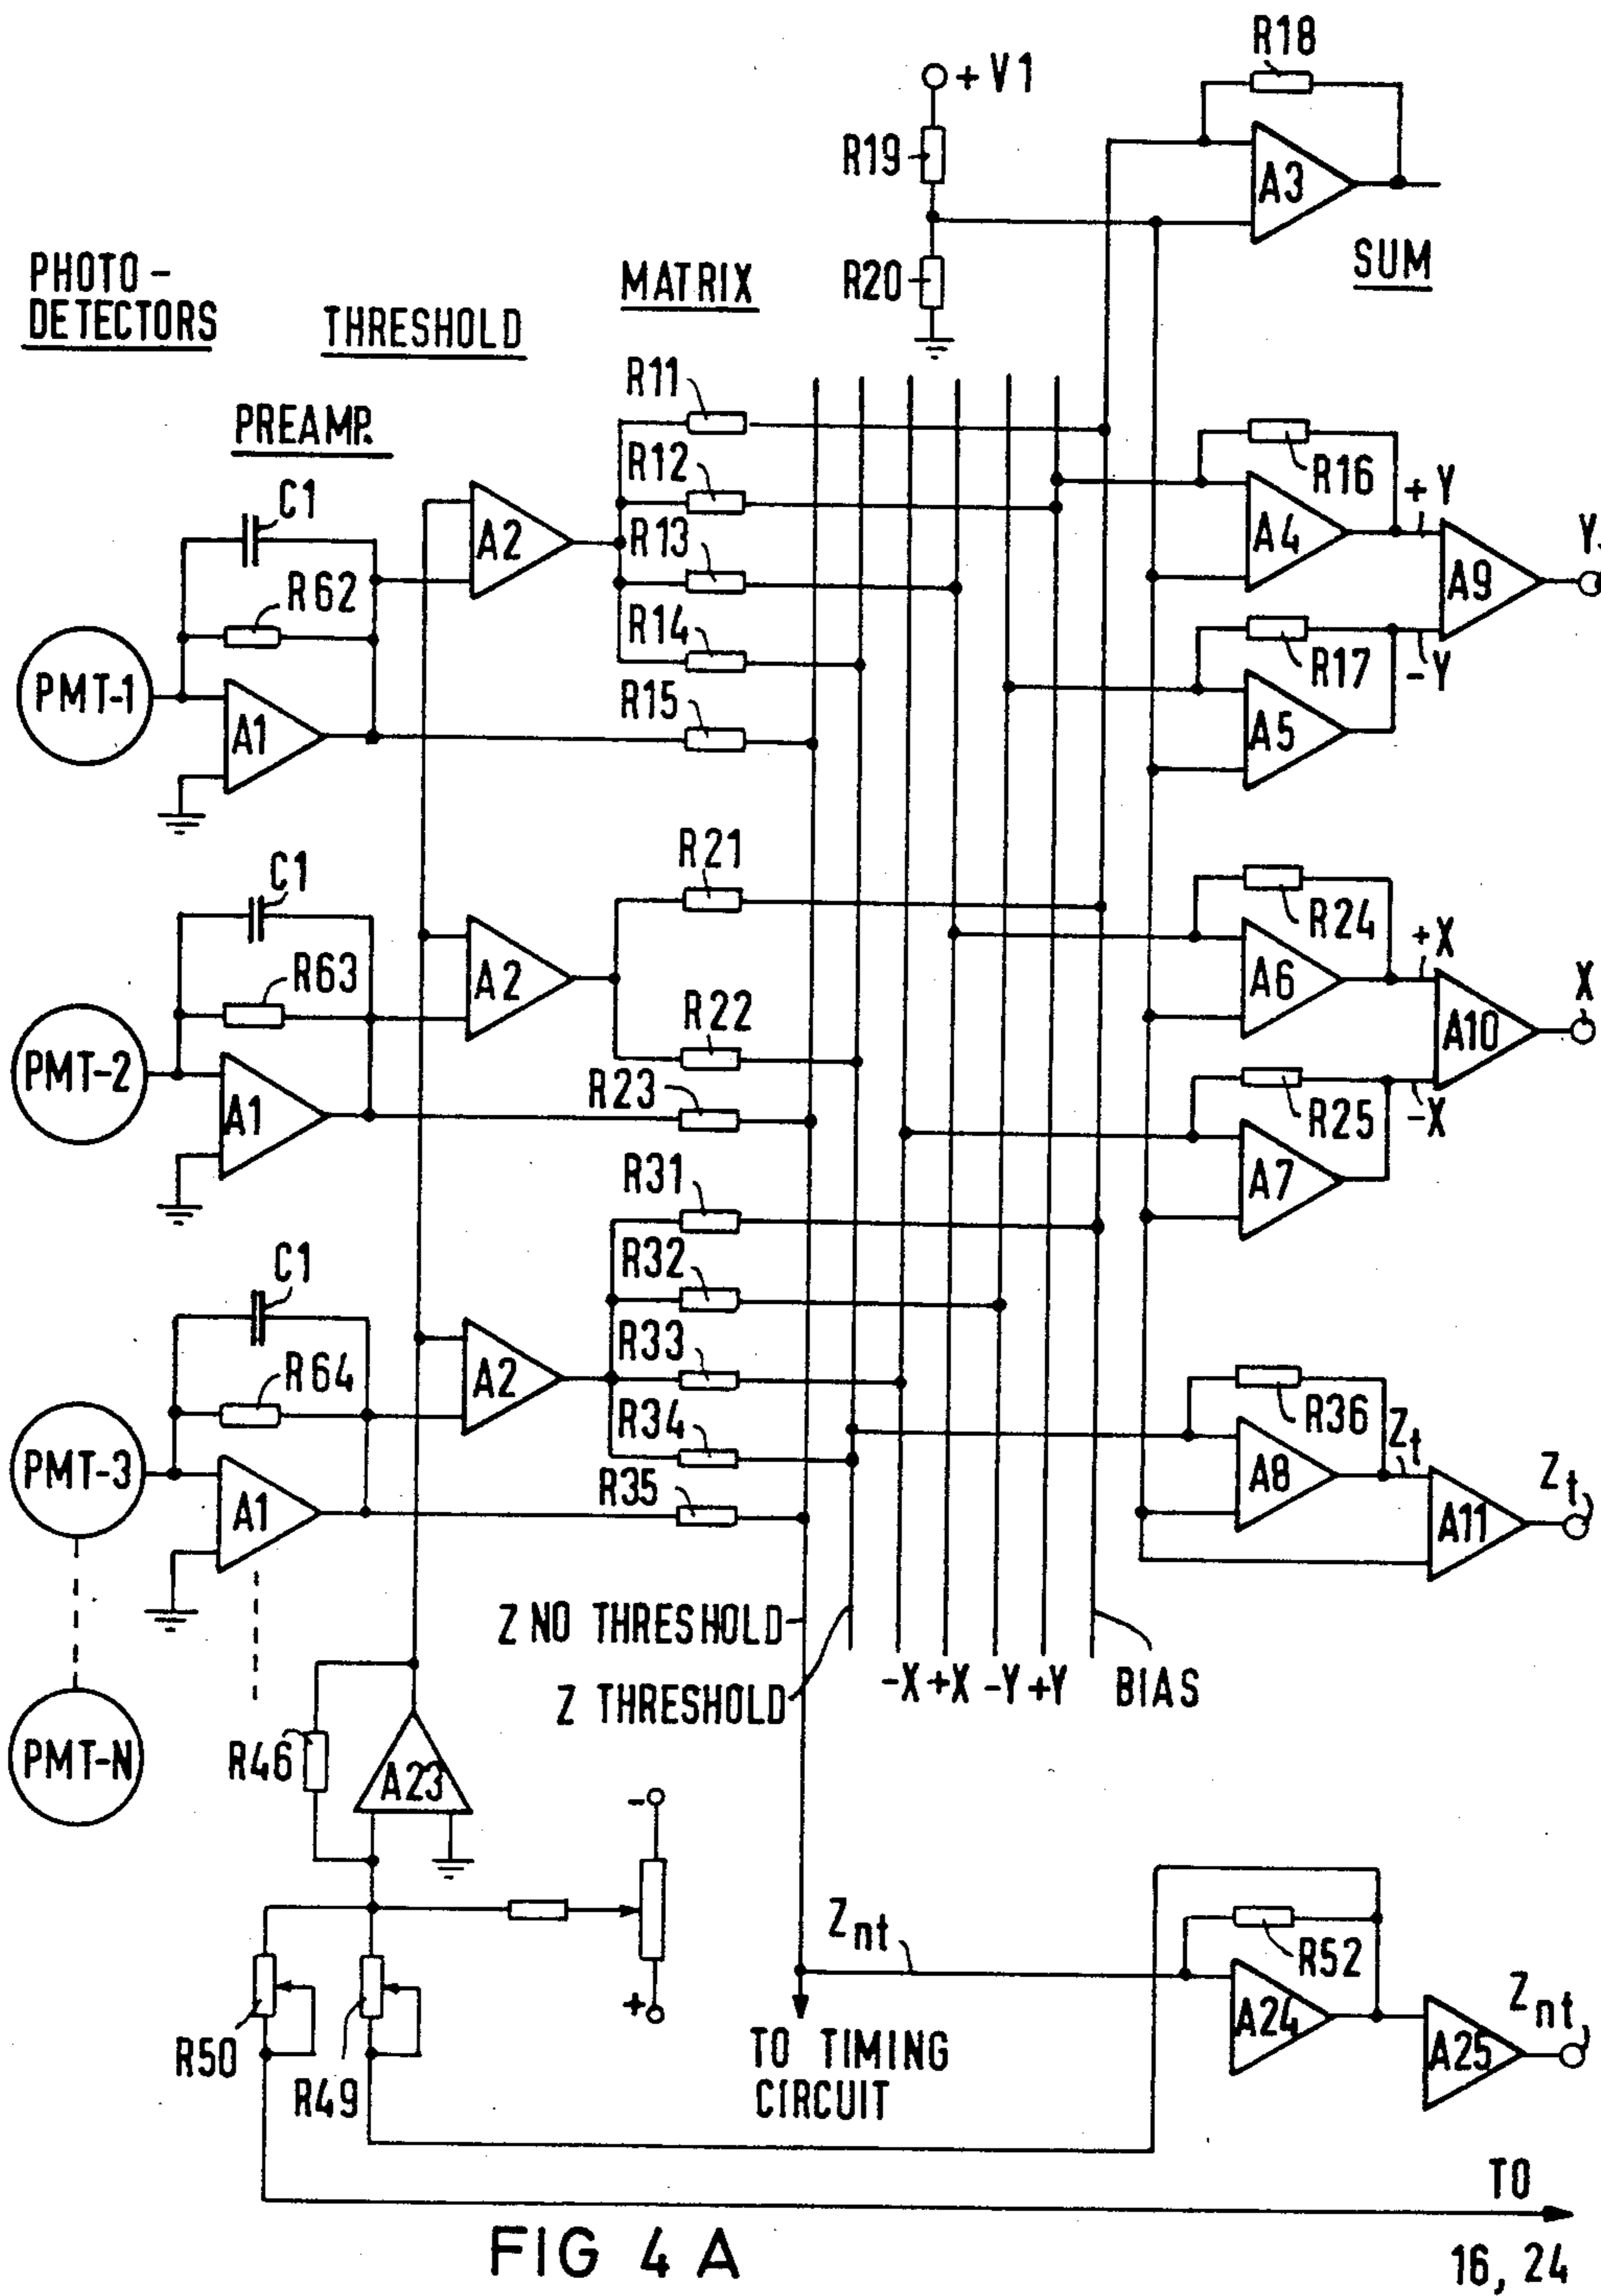 R18
+ V1
R19
A3
R20
SUM
PHOTO -
DETECTORS
THRESHOLD
MATRIX
PREAMP.
R11
R12
R13
R14
R15
C1
R62
PMT-1
A1
A2
R16
A4
+ Y
A9
Y
R17
- Y
A5
C1
R63
PMT-2
A1
A2
R21
R22
R23
R24
A6
+X
X
A10
R25
-X
A7
C1
R64
PMT-3
A1
A2
R31
R32
R33
R34
R35
R36
A8
Zt
A11
Zt
Z NO THRESHOLD
Z THRESHOLD
-X +X -Y +Y
BIAS
PMT-N
R46
A23
-
+
R50
R49
Znt
TO TIMING
CIRCUIT
R52
A24
A25
Znt
TO
16, 24
FIG 4 A